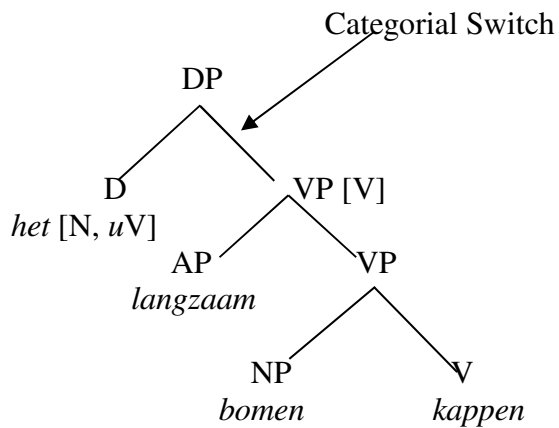 Categorial Switch
DP
D VP [V]
het [N, uV]
AP VP
langzaam
NP V
bomen kappen